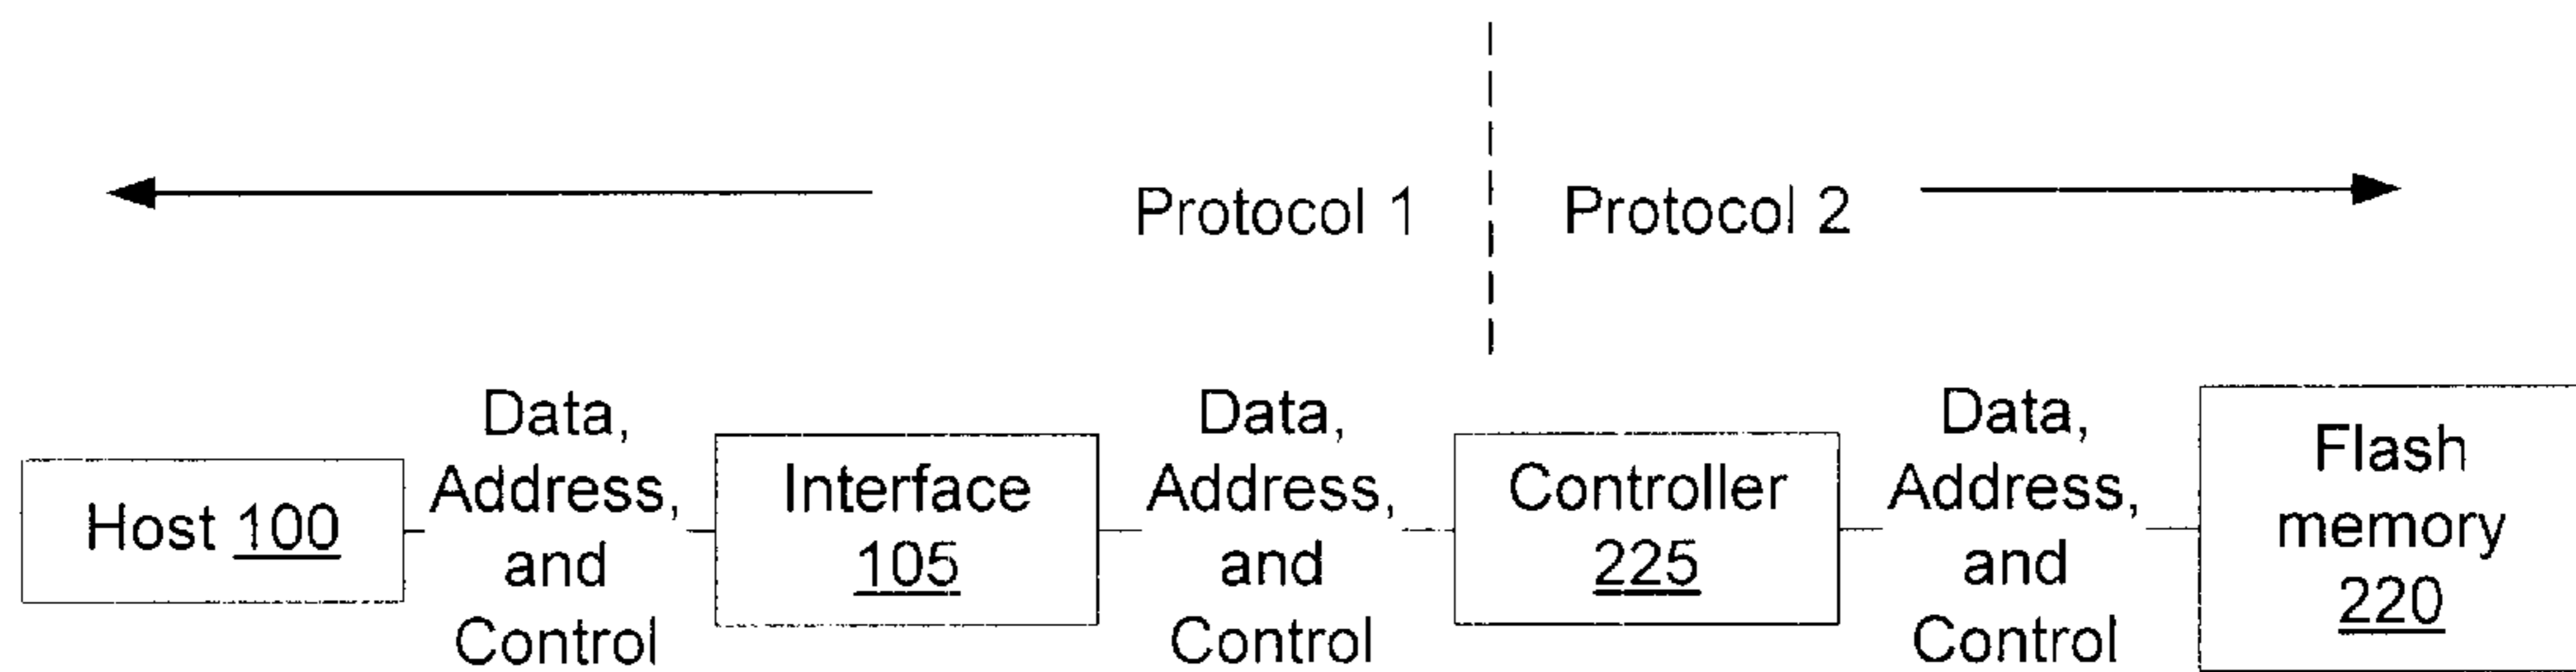 Protocol 1
Protocol 2
Host 100
Data,
Address,
and
Control
Interface
105
Data,
Address,
and
Control
Controller
225
Data,
Address,
and
Control
Flash
memory
220